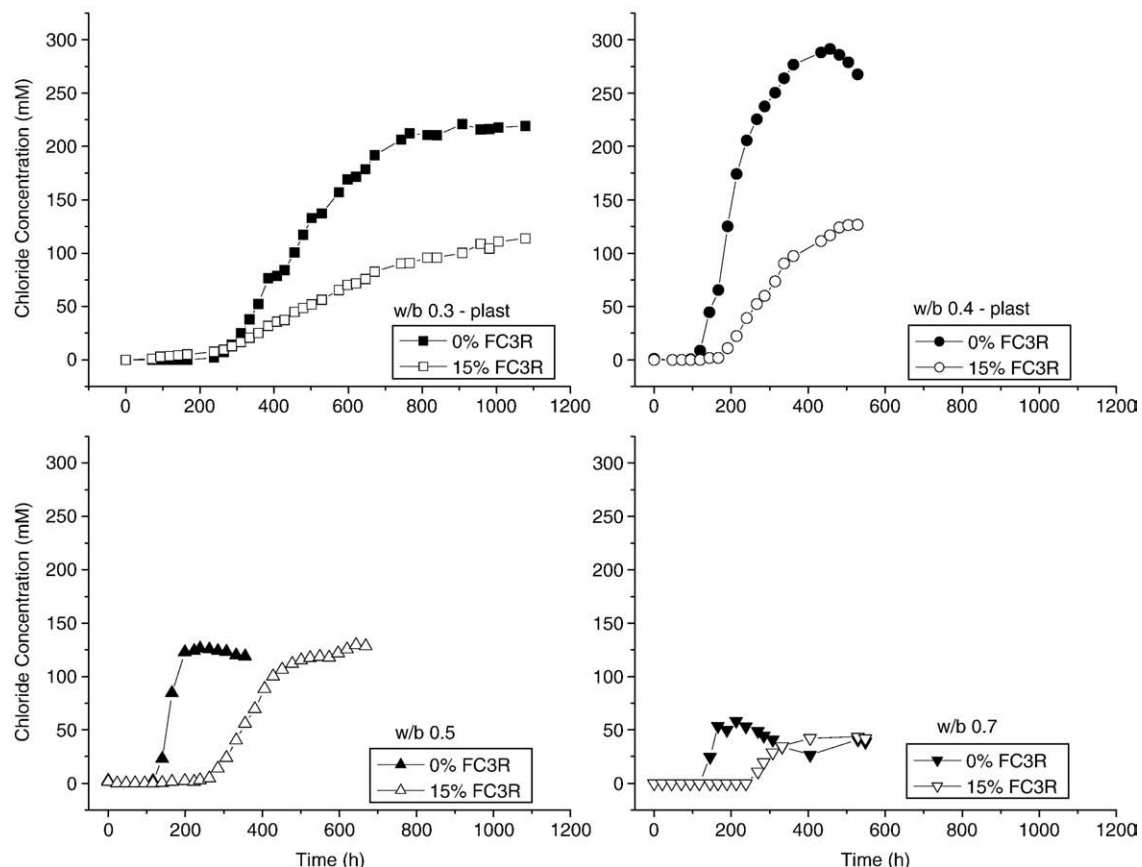 300
250
200
150
100
50
0
Chloride Concentration (mM)
w/b 0.3 - plast
0% FC3R
15% FC3R
0 200 400 600 800 1000 1200
300
250
200
150
100
50
0
w/b 0.4 - plast
0% FC3R
15% FC3R
0 200 400 600 800 1000 1200
300
250
200
150
100
50
0
Chloride Concentration (mM)
w/b 0.5
0% FC3R
15% FC3R
0 200 400 600 800 1000 1200
Time (h)
300
250
200
150
100
50
0
w/b 0.7
0% FC3R
15% FC3R
0 200 400 600 800 1000 1200
Time (h)